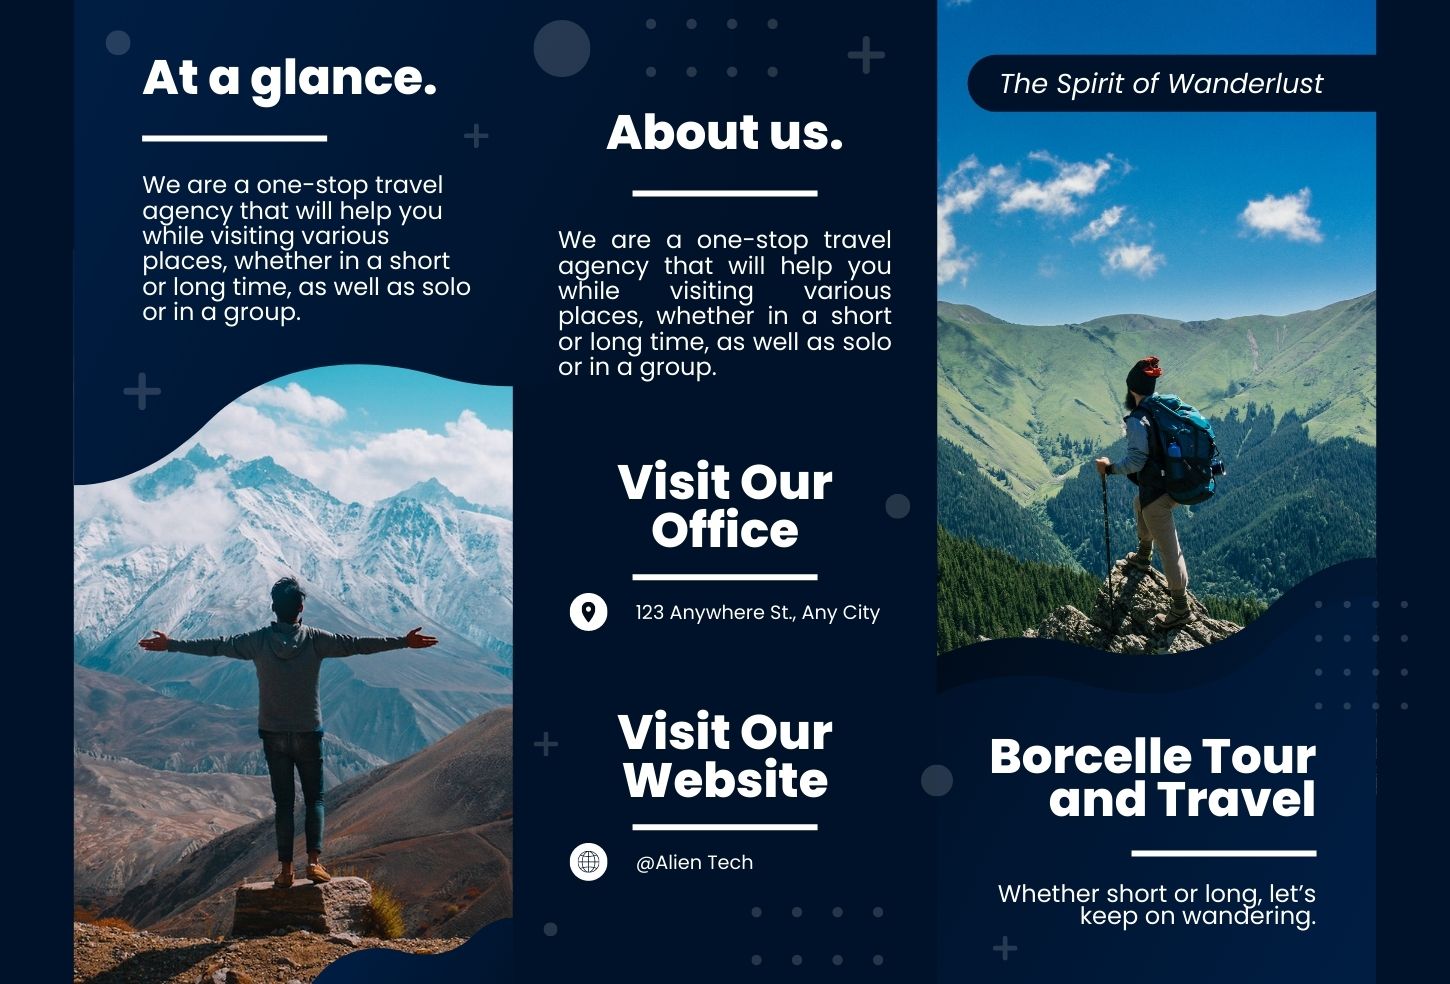 At a glance.
We are a one-stop travel
agency that will help you
while visiting various
places, whether in a short
or long time, as well as solo
or in a group.
About us.
We are a one-stop travel
agency that will help you
while visiting various
places, whether in a short
or long time, as well as solo
or in a group.
Visit Our
Office
123 Anywhere St., Any City
Visit Our
Website
@Alien Tech
The Spirit of Wanderlust
Borcelle Tour
and Travel
Whether short or long, let’s
keep on wandering.